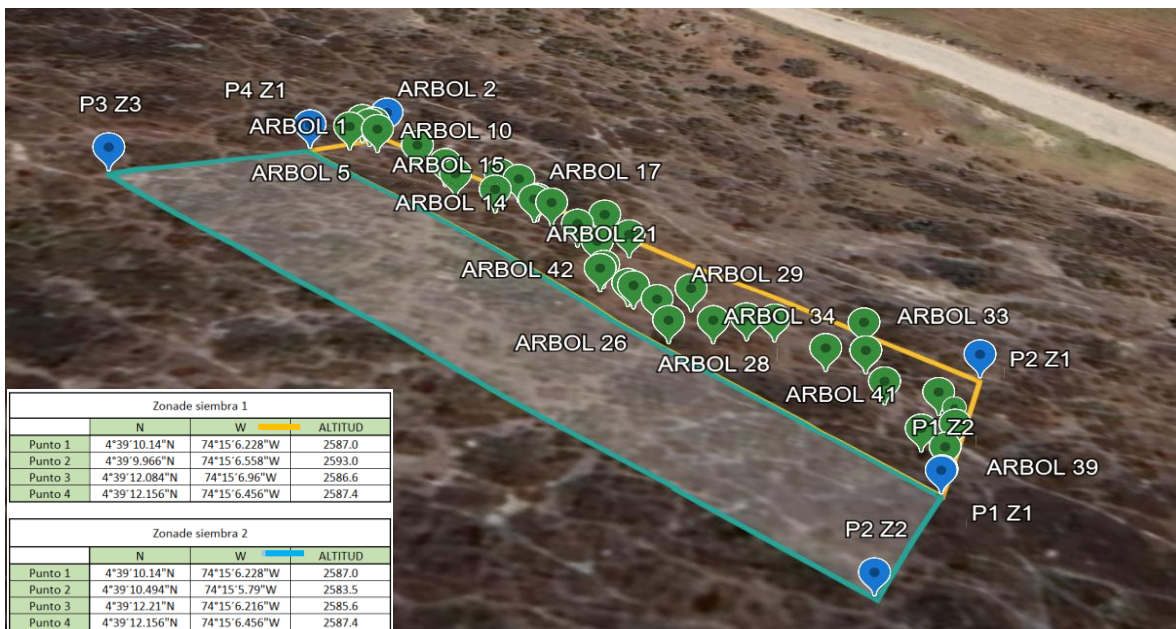 ARBOL 2
P3 Z3
P4 Z1
ARBOL 1
ARBOL 10
ARBOL 5
ARBOL 15
ARBOL 17
ARBOL 14
ARBOL 21
ARBOL 42
ARBOL 29
ARBOL 34
ARBOL 33
ARBOL 26
ARBOL 28
P2 Z1
ARBOL 41
P1 Z2
ARBOL 39
P1 Z1
P2 Z2
Zonade siembra 1
N W ALTITUD
Punto 1 4°39´10.14"N 74°15´6.228"W 2587.0
Punto 2 4°39´9.966"N 74°15´6.558"W 2593.0
Punto 3 4°39´12.084"N 74°15´6.96"W 2586.6
Punto 4 4°39´12.156"N 74°15´6.456"W 2587.4
Zonade siembra 2
N W ALTITUD
Punto 1 4°39´10.14"N 74°15´6.228"W 2587.0
Punto 2 4°39´10.494"N 74°15´5.79"W 2583.5
Punto 3 4°39´12.21"N 74°15´6.216"W 2585.6
Punto 4 4°39´12.156"N 74°15´6.456"W 2587.4